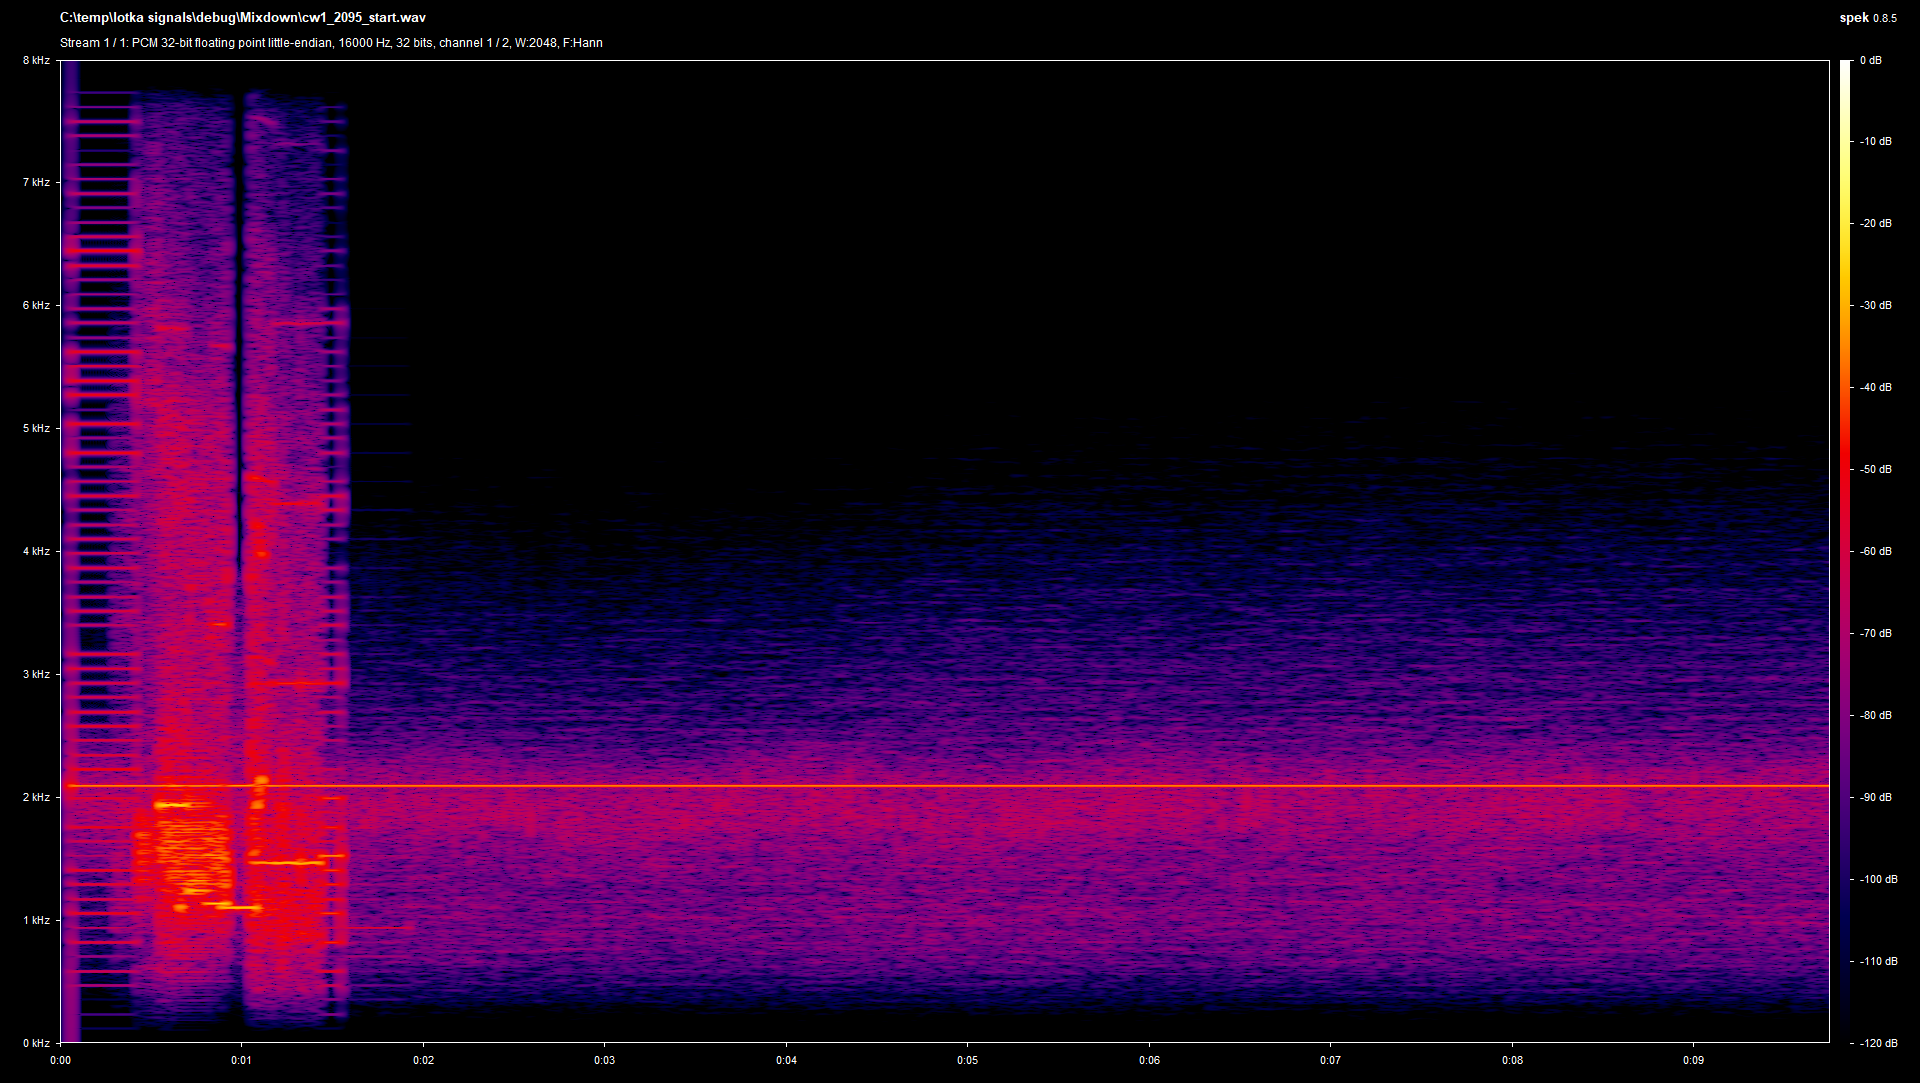 C:\temp\lotka signals\debug\Mixdown\cw1_2095_start.wav
spek 0.8.5
Stream 1 / 1: PCM 32-bit floating point little-endian, 16000 Hz, 32 bits, channel 1 / 2, W:2048, F:Hann
8 kHz
7 kHz
6 kHz
5 kHz
4 kHz
3 kHz
2 kHz
1 kHz
0 kHz
0:00
0:01
0:02
0:03
0:04
0:05
0:06
0:07
0:08
0:09
0 dB
-10 dB
-20 dB
-30 dB
-40 dB
-50 dB
-60 dB
-70 dB
-80 dB
-90 dB
-100 dB
-110 dB
-120 dB